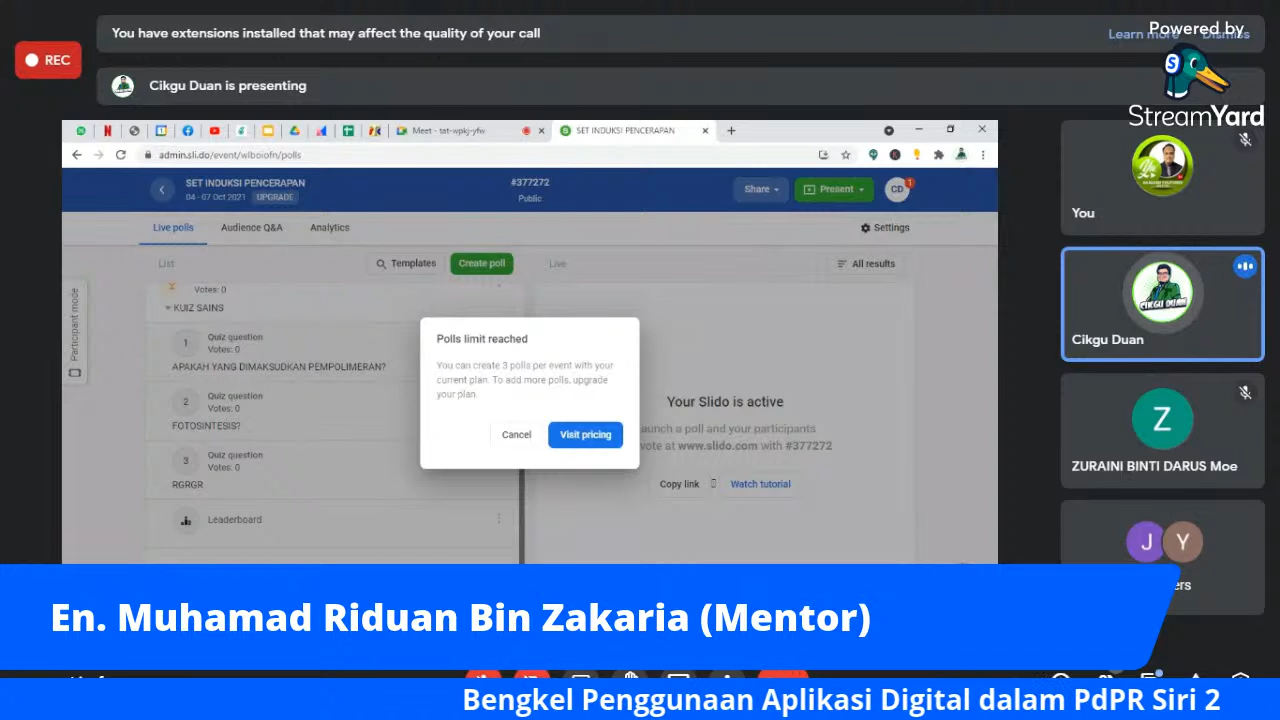 You have extensions installed that may affect the quality of your call
Learn more
Dismiss
Powered by
StreamYard
REC
Cikgu Duan is presenting
Meet - tat-wpkj-yfw
SET INDUKSI PENCERAPAN
admin.sli.do/event/wlboiofn/polls
SET INDUKSI PENCERAPAN
04 - 07 Oct 2021 UPGRADE
#377272
Public
Share
Present
CD
1
Live polls
Audience Q&A
Analytics
Settings
List
Templates
Create poll
Live
All results
Participant mode
Votes: 0
KUIZ SAINS
1
Quiz question
Votes: 0
APAKAH YANG DIMAKSUDKAN PEMPOLIMERAN?
2
Quiz question
Votes: 0
FOTOSINTESIS?
3
Quiz question
Votes: 0
RGRGR
Leaderboard
Polls limit reached
You can create 3 polls per event with your
current plan. To add more polls, upgrade
your plan
Cancel
Visit pricing
Your Slido is active
aunch a poll and your participants
vote at www.slido.com with #377272
Copy link
Watch tutorial
You
CIKGU DUAN
Cikgu Duan
Z
ZURAINI BINTI DARUS Moe
J
Y
ers
En. Muhamad Riduan Bin Zakaria (Mentor)
Bengkel Penggunaan Aplikasi Digital dalam PdPR Siri 2